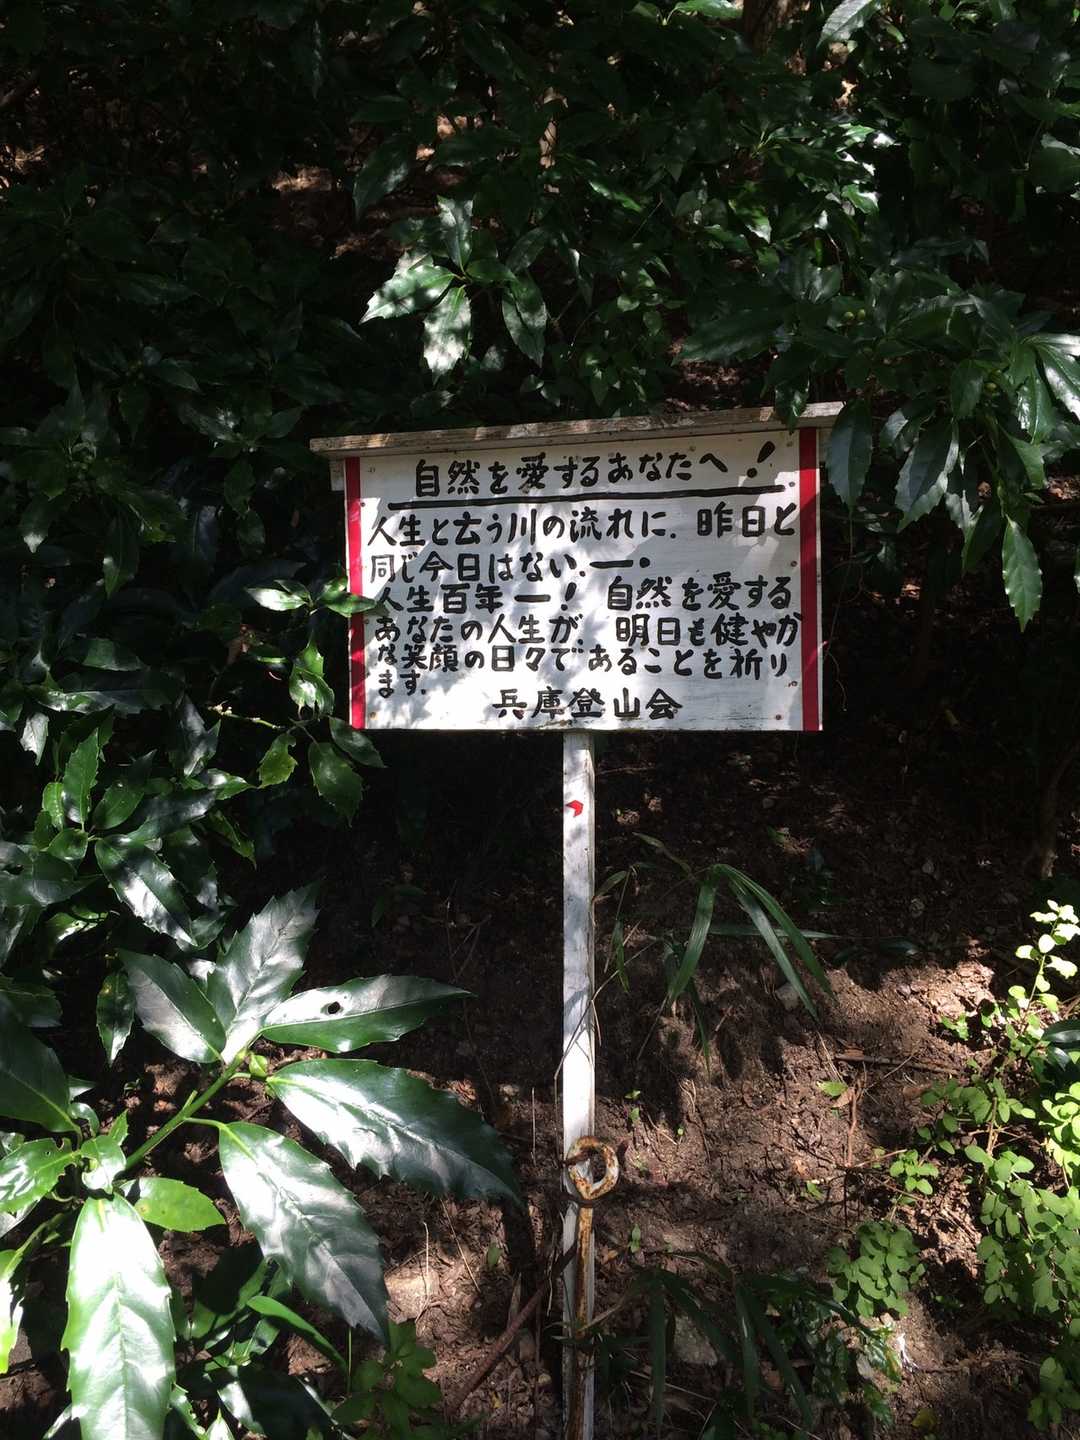 自然を愛するあなたへ!
人生と云う川の流れに.昨日と
同じ今日はない.ー・
人生百年ー!自然を愛する
あなたの人生が.明日も健やか
な笑顔の日々であることを祈り
ます.
兵庫登山会